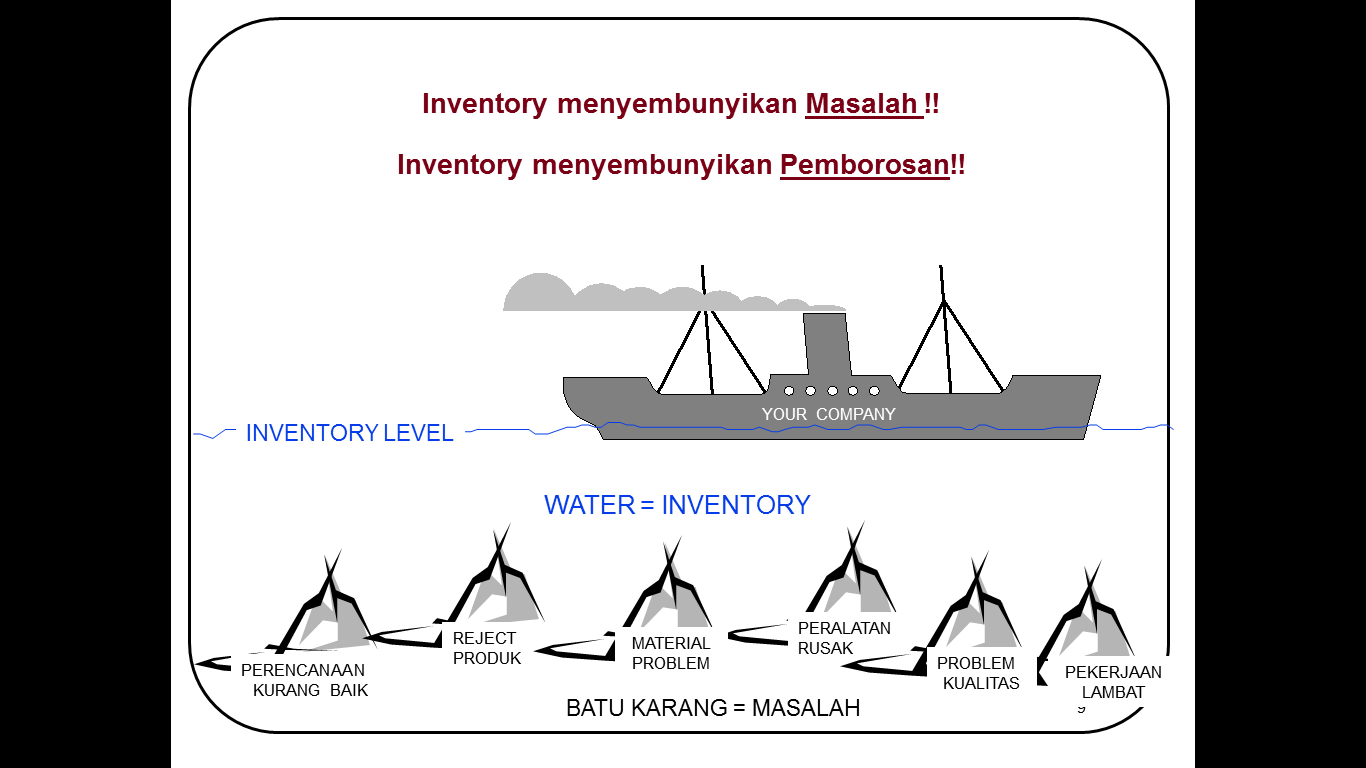 Inventory menyembunyikan Masalah !!
Inventory menyembunyikan Pemborosan!!
YOUR COMPANY
INVENTORY LEVEL
WATER = INVENTORY
PERENCANAAN
KURANG BAIK
REJECT
PRODUK
MATERIAL
PROBLEM
PERALATAN
RUSAK
PROBLEM
KUALITAS
PEKERJAAN
LAMBAT
BATU KARANG = MASALAH